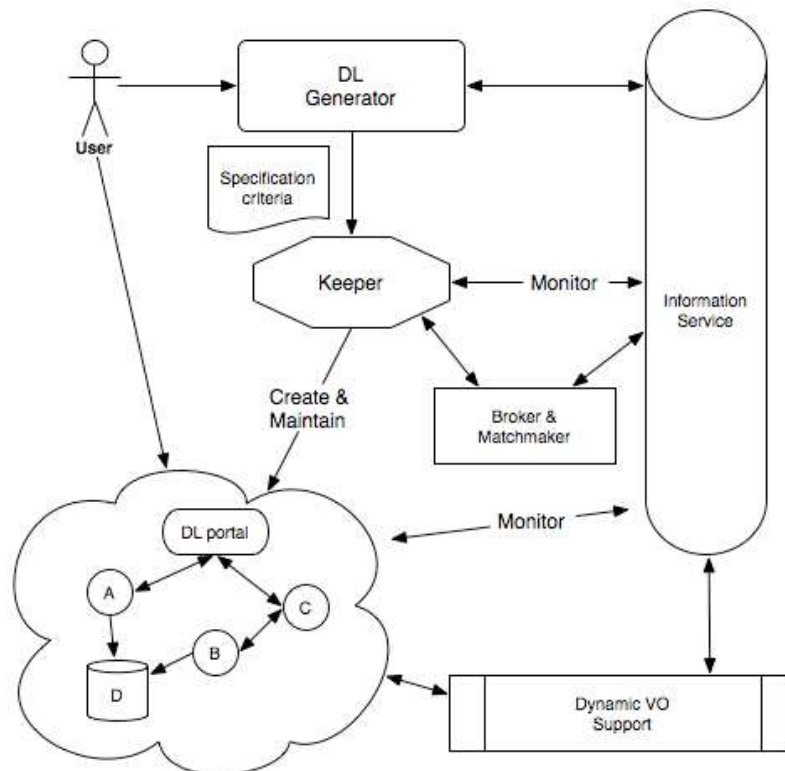 DL
Generator
User
Specification
criteria
Keeper
Monitor
Information
Service
Create &
Maintain
Broker &
Matchmaker
DL portal
Monitor
A
C
B
D
Dynamic VO
Support